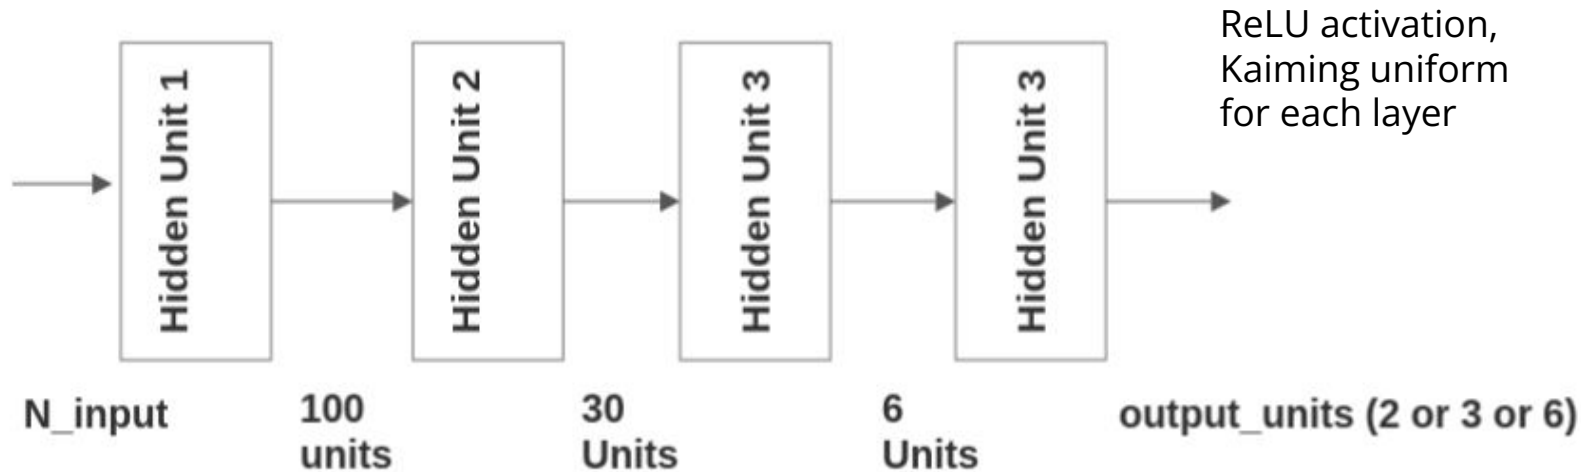 ReLU activation,
Kaiming uniform
for each layer
Hidden Unit 1
Hidden Unit 2
Hidden Unit 3
Hidden Unit 3
N_input
100
units
30
Units
6
Units
output_units (2 or 3 or 6)